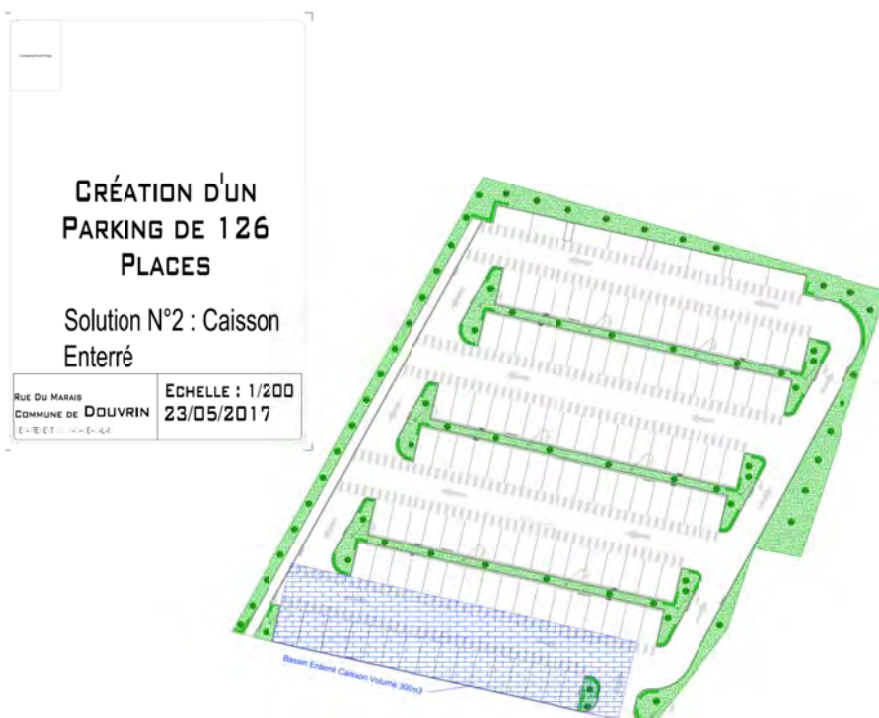 CRÉATION D'UN
PARKING DE 126
PLACES
Solution N°2 : Caisson
Enterré
RUE DU MARAIS
COMMUNE DE DOUVRIN
ECHELLE : 1/200
23/05/2017
Bassin Enterré Caisson Volume 300m3